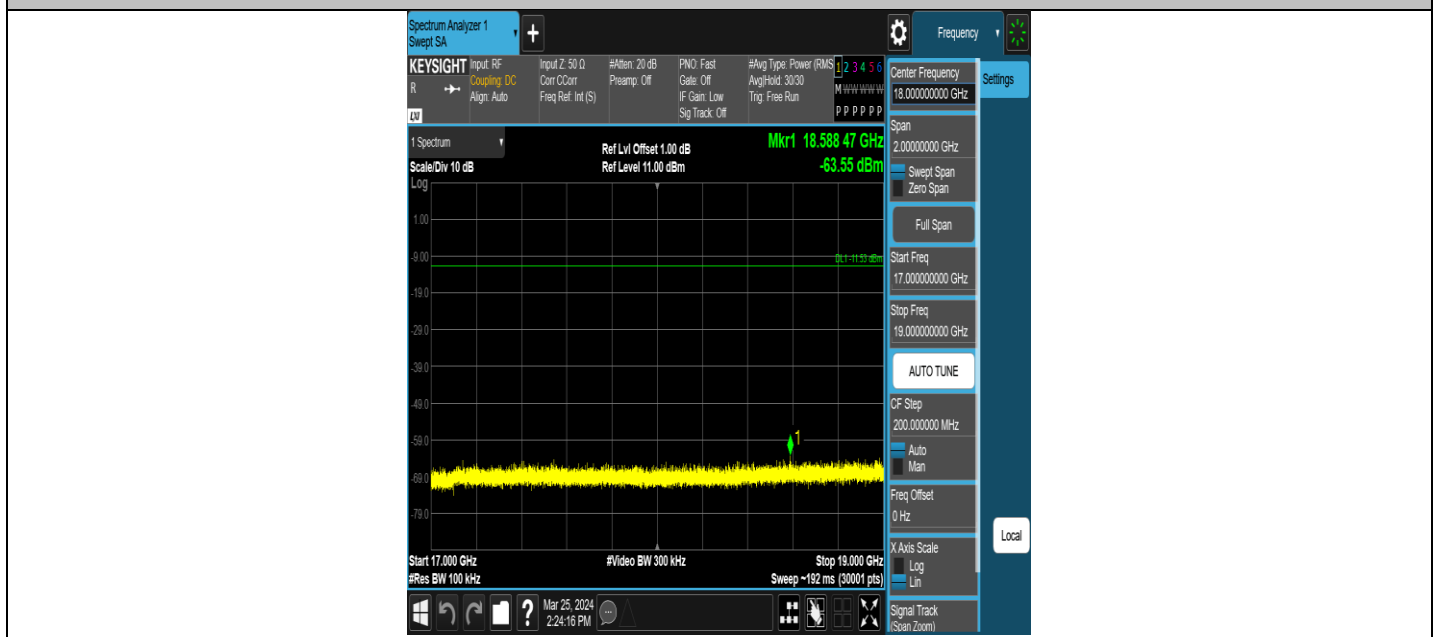 Spectrum Analyzer 1
Swept SA
+
Frequency
KEYSIGHT
R
LXI
Input: RF
Coupling: DC
Align: Auto
Input Z: 50 Ω
Corr CCorr
Freq Ref: Int (S)
#Atten: 20 dB
Preamp: Off
PNO: Fast
Gate: Off
IF Gain: Low
Sig Track: Off
#Avg Type: Power (RMS
Avg|Hold: 30/30
Trig: Free Run
1 2 3 4 5 6
M W W W W W
P P P P P P
1 Spectrum
Scale/Div 10 dB
Log
Ref Lvl Offset 1.00 dB
Ref Level 11.00 dBm
Mkr1 18.588 47 GHz
-63.55 dBm
1.00
-9.00
DL1 -11.53 dBm
-19.0
-29.0
-39.0
-49.0
-59.0
1
-69.0
-79.0
Start 17.000 GHz
#Res BW 100 kHz
#Video BW 300 kHz
Stop 19.000 GHz
Sweep ~192 ms (30001 pts)
Center Frequency
18.000000000 GHz
Settings
Span
2.00000000 GHz
Swept Span
Zero Span
Full Span
Start Freq
17.000000000 GHz
Stop Freq
19.000000000 GHz
AUTO TUNE
CF Step
200.000000 MHz
Auto
Man
Freq Offset
0 Hz
X Axis Scale
Log
Lin
Local
Signal Track
(Span Zoom)
?
Mar 25, 2024
2:24:16 PM